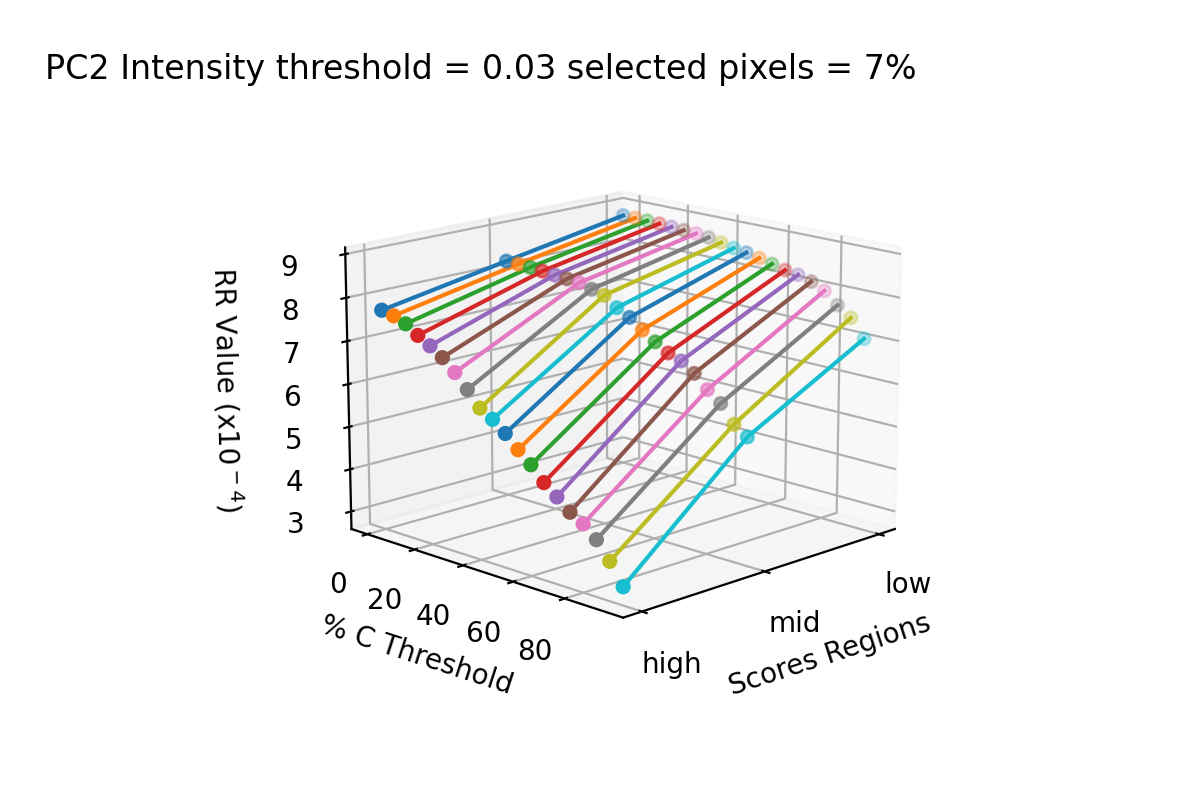 PC2 Intensity threshold = 0.03 selected pixels = 7%
RR Value (x10⁻⁴)
9
8
7
6
5
4
3
0
20
40
60
80
% C Threshold
high
mid
low
Scores Regions